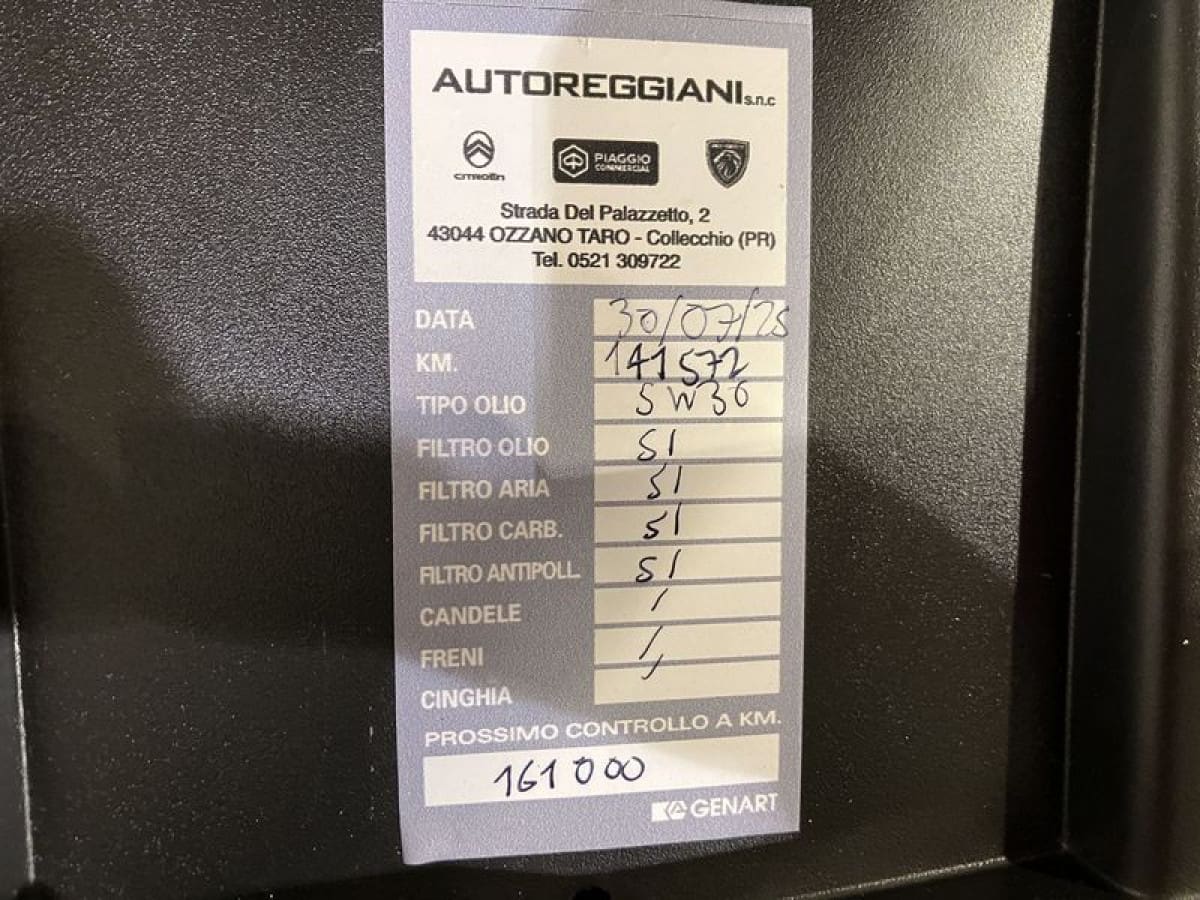 AUTOREGGIANI s.n.c
CITROËN PIAGGIO COMMERCIAL
Strada Del Palazzetto, 2
43044 OZZANO TARO - Collecchio (PR)
Tel. 0521 309722
DATA 30/07/25
KM. 141572
TIPO OLIO 5W30
FILTRO OLIO SI
FILTRO ARIA SI
FILTRO CARB. SI
FILTRO ANTIPOLL. SI
CANDELE /
FRENI /
CINGHIA /
PROSSIMO CONTROLLO A KM.
161000
GENART